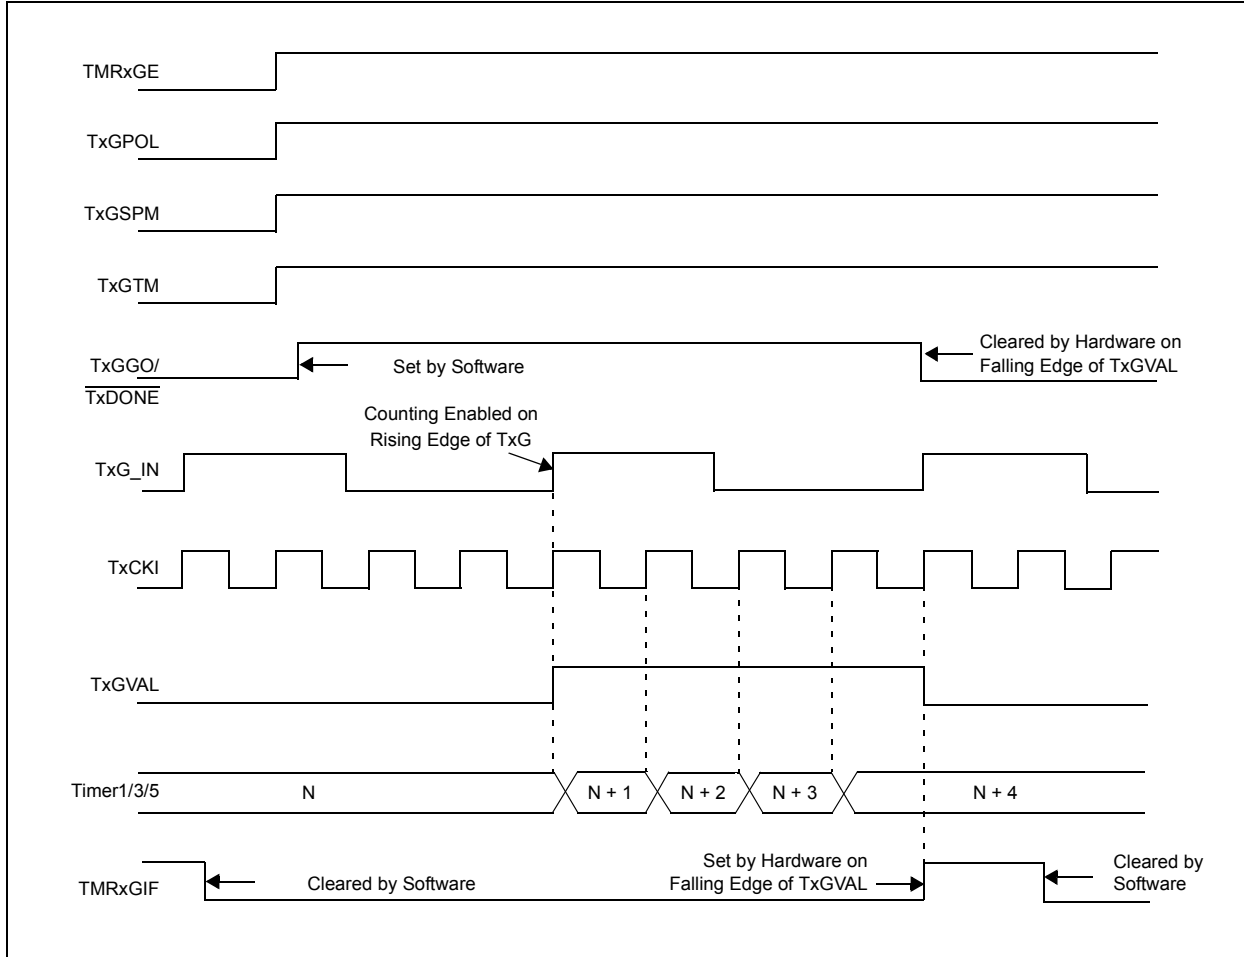 TMRxGE
TxGPOL
TxGSPM
TxGTM
TxGGO/
TxDONE
Set by Software
Cleared by Hardware on
Falling Edge of TxGVAL
Counting Enabled on
Rising Edge of TxG
TxG_IN
TxCKI
TxGVAL
Timer1/3/5
N
N + 1
N + 2
N + 3
N + 4
TMRxGIF
Cleared by Software
Set by Hardware on
Falling Edge of TxGVAL
Cleared by
Software